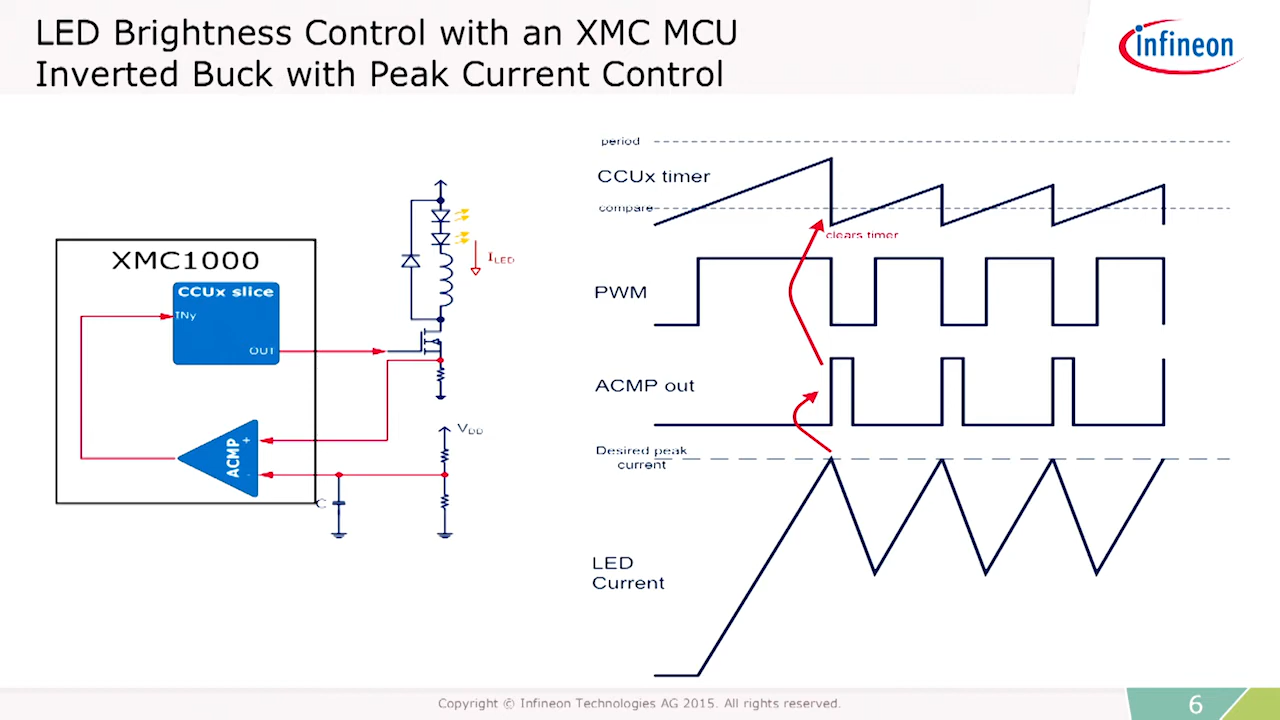 LED Brightness Control with an XMC MCU
Inverted Buck with Peak Current Control
infineon
XMC1000
CCUx slice
INy
OUT
ACMP
+
-
C
I LED
V DD
period
CCUx timer
compare
clears timer
PWM
ACMP out
Desired peak
current
LED
Current
Copyright © Infineon Technologies AG 2015. All rights reserved.
6